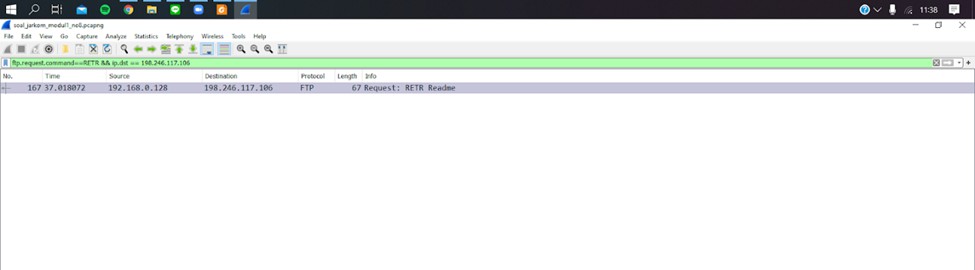 11:38
soal_jarkom_modul1_no8.pcapng
File Edit View Go Capture Analyze Statistics Telephony Wireless Tools Help
ftp.request.command==RETR && ip.dst == 198.246.117.106
No. Time Source Destination Protocol Length Info
167 37.018072 192.168.0.128 198.246.117.106 FTP 67 Request: RETR Readme